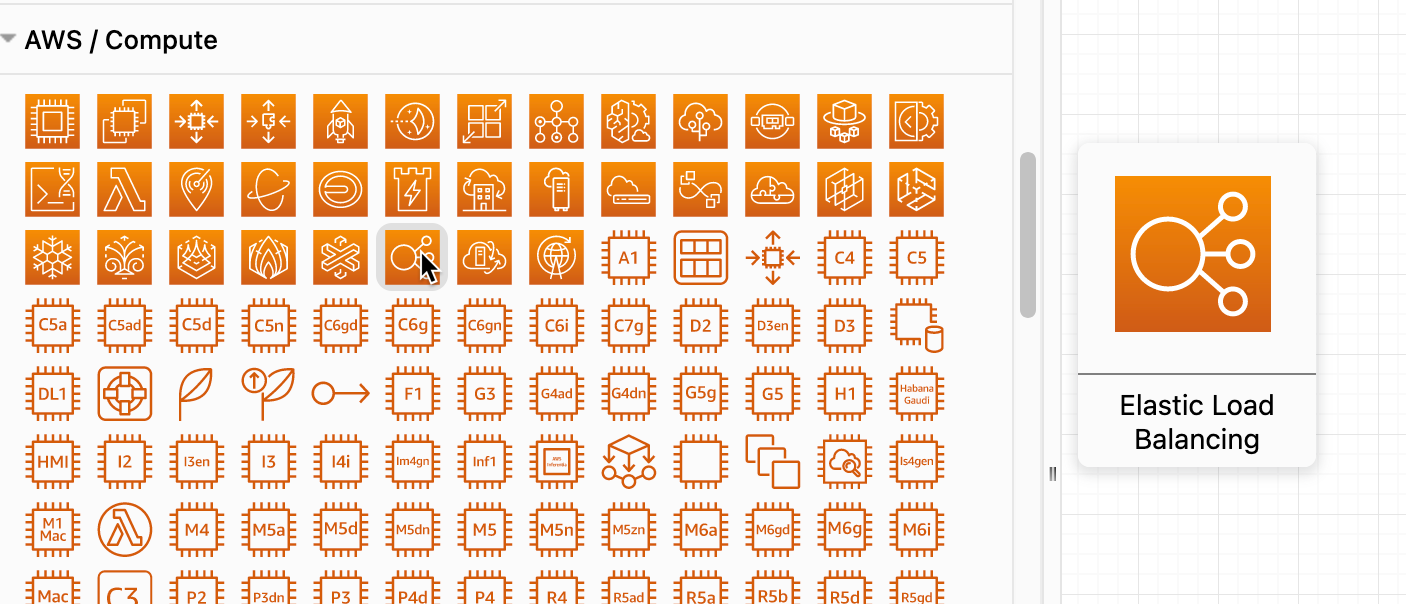 AWS / Compute
A1
C4
C5
C5a
C5ad
C5d
C5n
C6gd
C6g
C6gn
C6i
C7g
D2
D3en
D3
DL1
F1
G3
G4ad
G4dn
G5g
G5
H1
Habana
Gaudi
HMI
I2
I3en
I3
I4i
Im4gn
Inf1
AWS
Inferentia
Is4gen
M1
Mac
M4
M5a
M5d
M5dn
M5
M5n
M5zn
M6a
M6gd
M6g
M6i
Mac
C3
P2
P3dn
P3
P4d
P4
R4
R5ad
R5a
R5b
R5d
R5gd
Elastic Load
Balancing